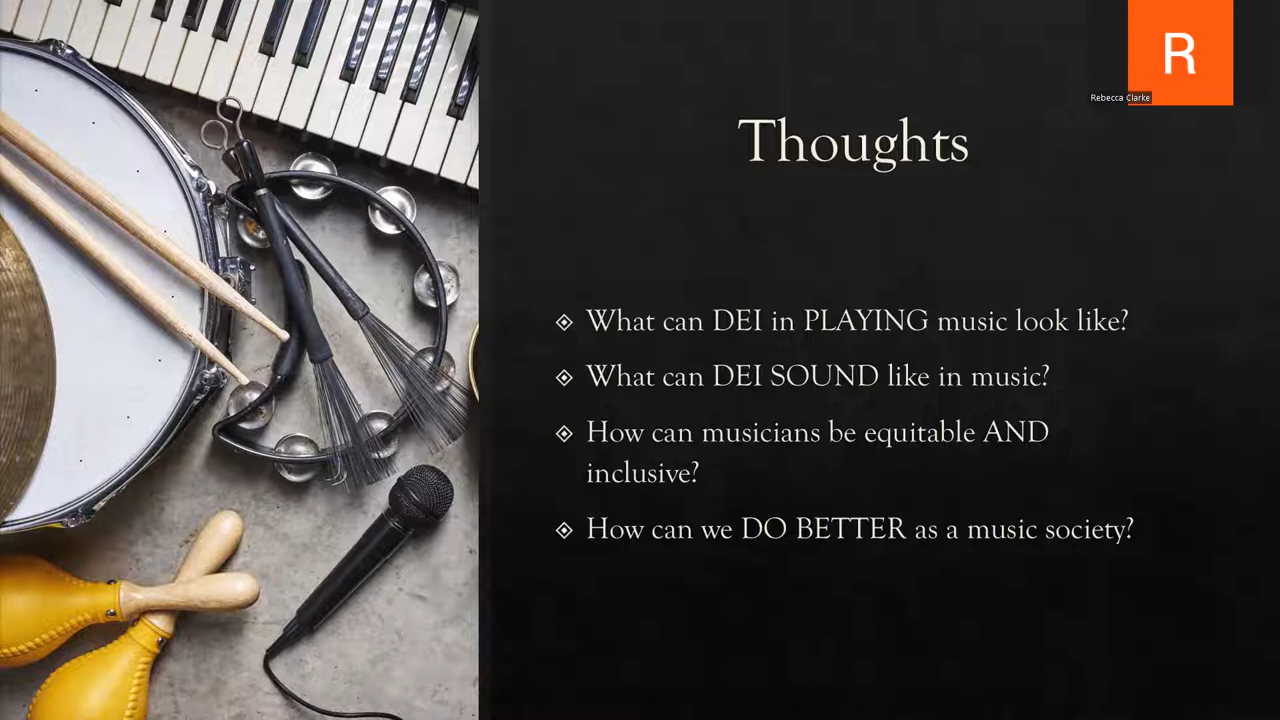 R
Rebecca Clarke
Thoughts
What can DEI in PLAYING music look like?
What can DEI SOUND like in music?
How can musicians be equitable AND
inclusive?
How can we DO BETTER as a music society?